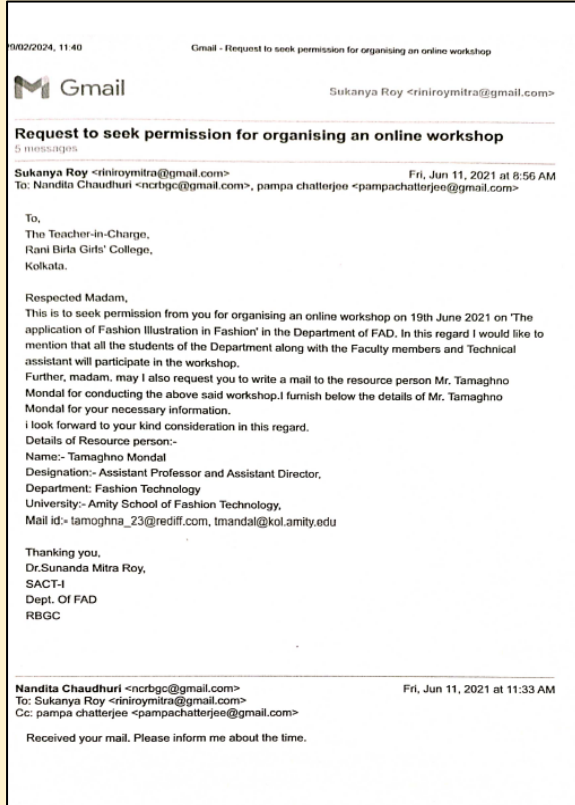 29/02/2024, 11:40 Gmail - Request to seek permission for organising an online workshop
Gmail Sukanya Roy <riniroymitra@gmail.com>
Request to seek permission for organising an online workshop
5 messages
Sukanya Roy <riniroymitra@gmail.com> Fri, Jun 11, 2021 at 8:56 AM
To: Nandita Chaudhuri <ncrbgc@gmail.com>, pampa chatterjee <pampachatterjee@gmail.com>
To,
The Teacher-in-Charge,
Rani Birla Girls' College,
Kolkata.
Respected Madam,
This is to seek permission from you for organising an online workshop on 19th June 2021 on 'The
application of Fashion Illustration in Fashion' in the Department of FAD. In this regard I would like to
mention that all the students of the Department along with the Faculty members and Technical
assistant will participate in the workshop.
Further, madam, may I also request you to write a mail to the resource person Mr. Tamaghno
Mondal for conducting the above said workshop.I furnish below the details of Mr. Tamaghno
Mondal for your necessary information.
i look forward to your kind consideration in this regard.
Details of Resource person:-
Name:- Tamaghno Mondal
Designation:- Assistant Professor and Assistant Director,
Department: Fashion Technology
University:- Amity School of Fashion Technology,
Mail id:- tamoghna_23@rediff.com, tmandal@kol.amity.edu
Thanking you,
Dr.Sunanda Mitra Roy,
SACT-I
Dept. Of FAD
RBGC
Nandita Chaudhuri <ncrbgc@gmail.com> Fri, Jun 11, 2021 at 11:33 AM
To: Sukanya Roy <riniroymitra@gmail.com>
Cc: pampa chatterjee <pampachatterjee@gmail.com>
Received your mail. Please inform me about the time.